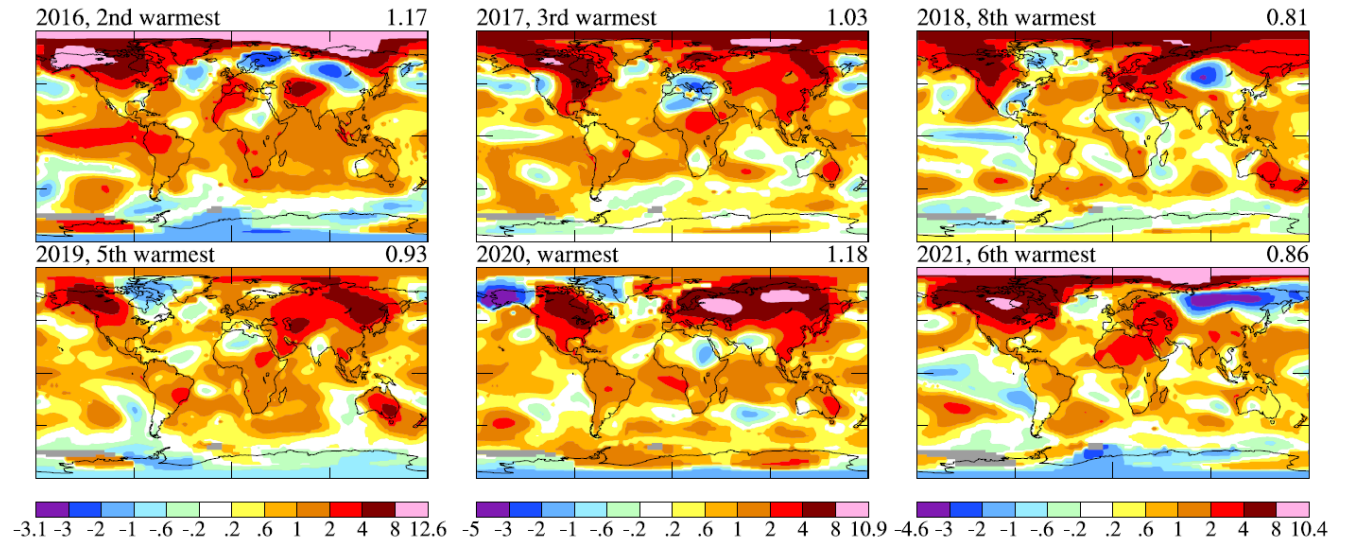 2016, 2nd warmest 1.17 2017, 3rd warmest 1.03 2018, 8th warmest 0.81
2019, 5th warmest 0.93 2020, warmest 1.18 2021, 6th warmest 0.86
-3.1 -3 -2 -1 -.6 -.2 .2 .6 1 2 4 8 12.6 -5 -3 -2 -1 -.6 -.2 .2 .6 1 2 4 8 10.9 -4.6 -3 -2 -1 -.6 -.2 .2 .6 1 2 4 8 10.4